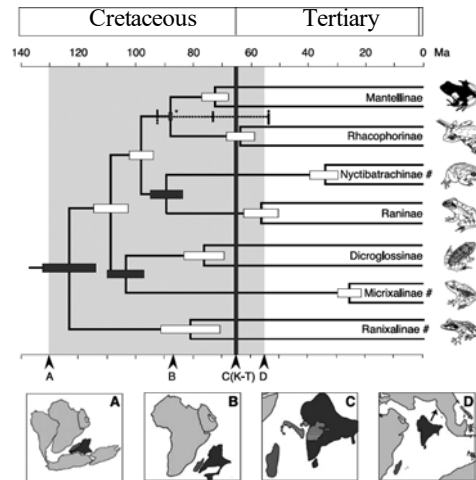 Cretaceous Tertiary
140 120 100 80 60 40 20 0 Ma
Mantellinae
*
Rhacophorinae
Nyctibatrachinae #
Raninae
Dicroglossinae
Micrixalinae #
Ranixalinae #
A B C(K-T) D
A B C D